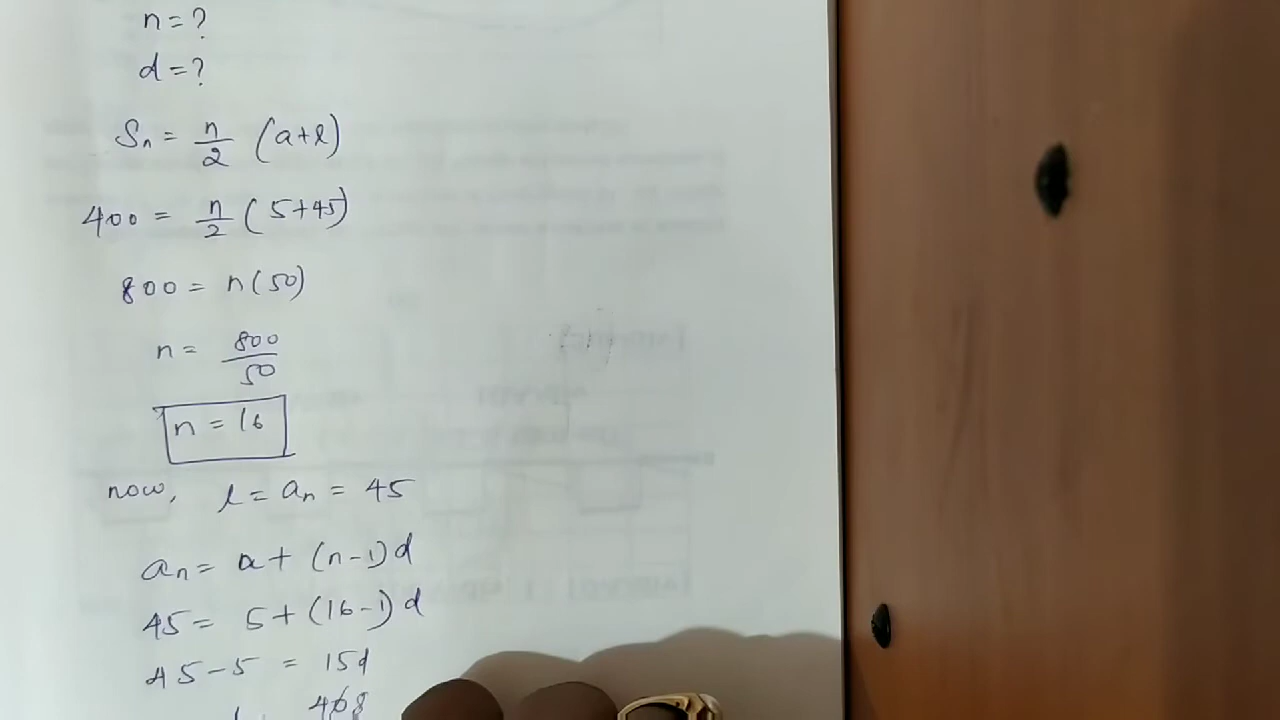 n = ?
d = ?
Sn = n/2 (a+l)
400 = n/2 (5+45)
800 = n(50)
n = 800/50
n = 16
now, l = an = 45
an = a + (n-1)d
45 = 5+(16-1)d
45-5 = 15d
408